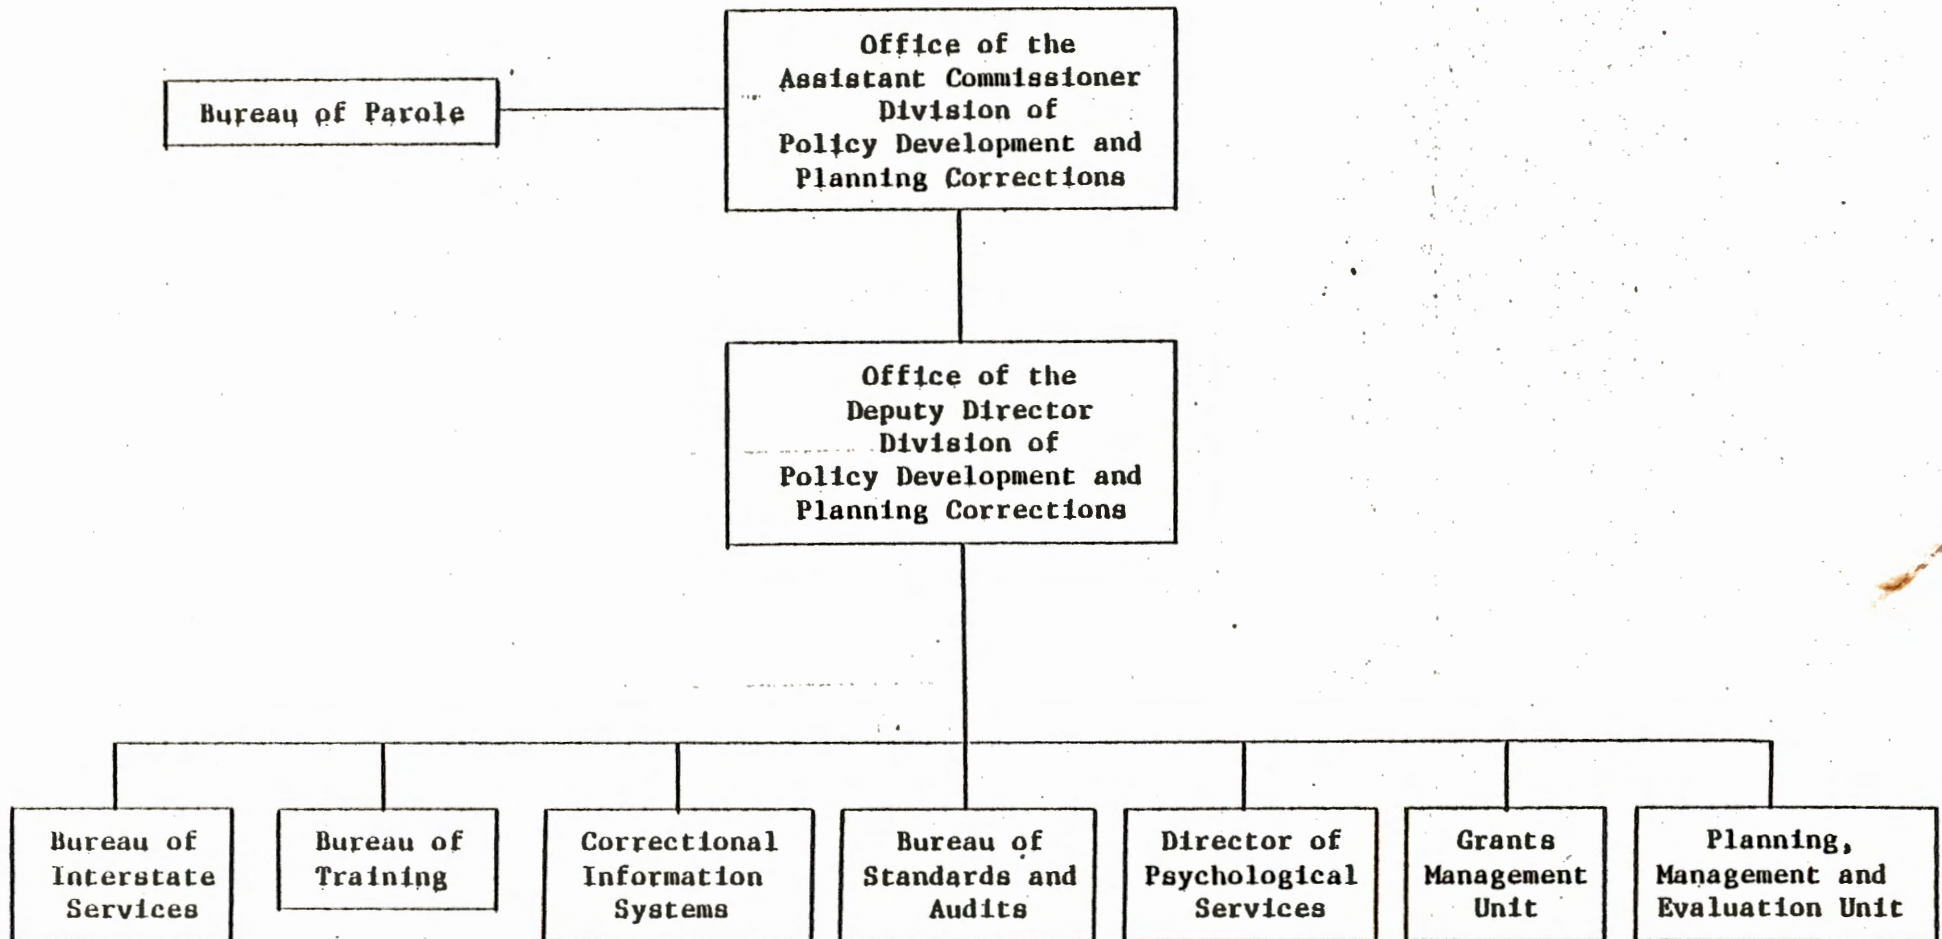 Office of the
Assistant Commissioner
Division of
Policy Development and
Planning Corrections
Bureau of Parole
Office of the
Deputy Director
Division of
Policy Development and
Planning Corrections
Bureau of
Interstate
Services
Bureau of
Training
Correctional
Information
Systems
Bureau of
Standards and
Audits
Director of
Psychological
Services
Grants
Management
Unit
Planning,
Management and
Evaluation Unit